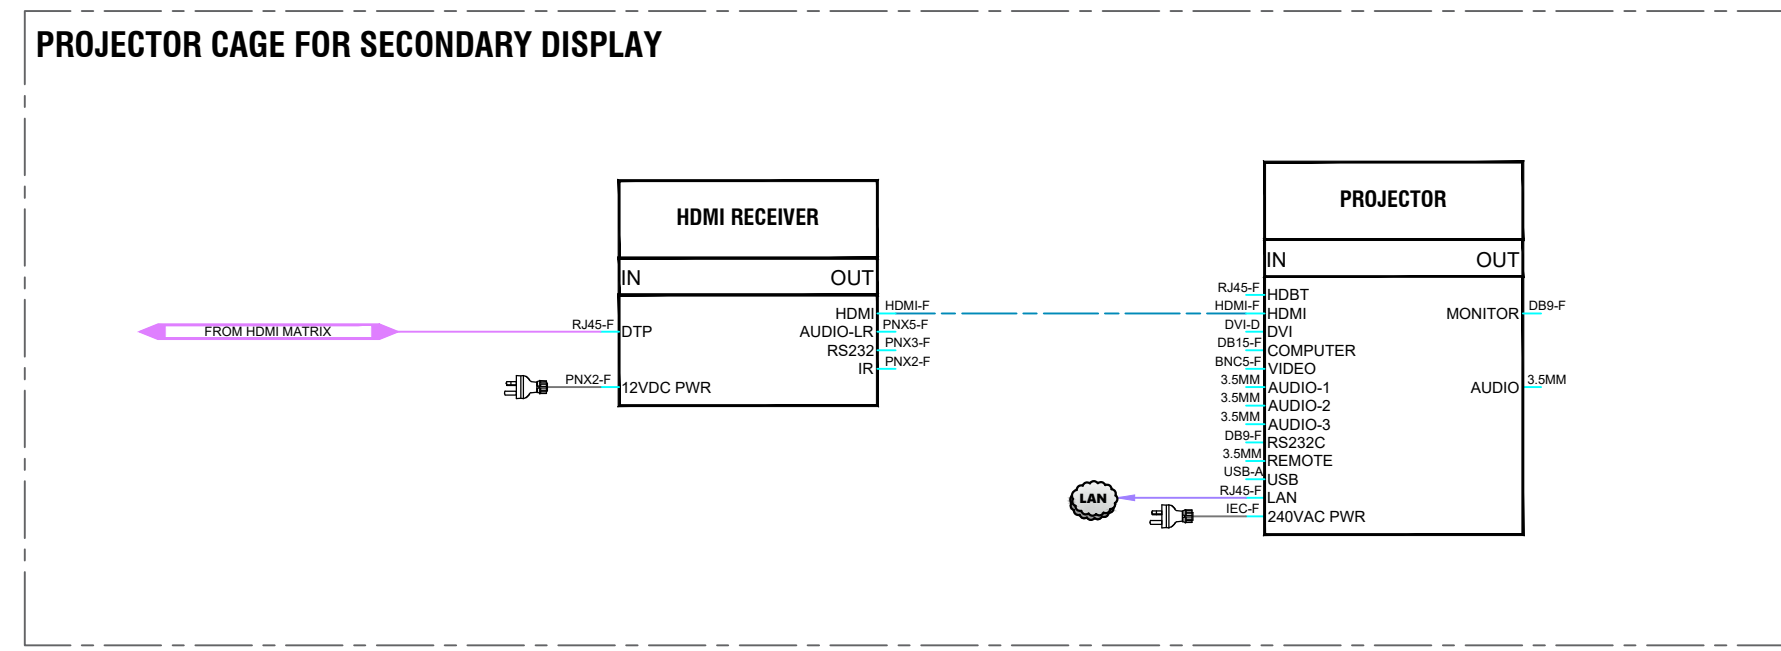 PROJECTOR CAGE FOR SECONDARY DISPLAY
FROM HDMI MATRIX
HDMI RECEIVER
IN OUT
HDMI HDMI-F
RJ45-F DTP AUDIO-LR PNX5-F
RS232 PNX3-F
IR PNX2-F
PNX2-F 12VDC PWR
PROJECTOR
IN OUT
RJ45-F HDBT
HDMI-F HDMI MONITOR DB9-F
DVI-D DVI
DB15-F COMPUTER
BNC5-F VIDEO
3.5MM AUDIO-1 AUDIO 3.5MM
3.5MM AUDIO-2
3.5MM AUDIO-3
DB9-F RS232C
3.5MM REMOTE
USB-A USB
LAN RJ45-F LAN
IEC-F 240VAC PWR